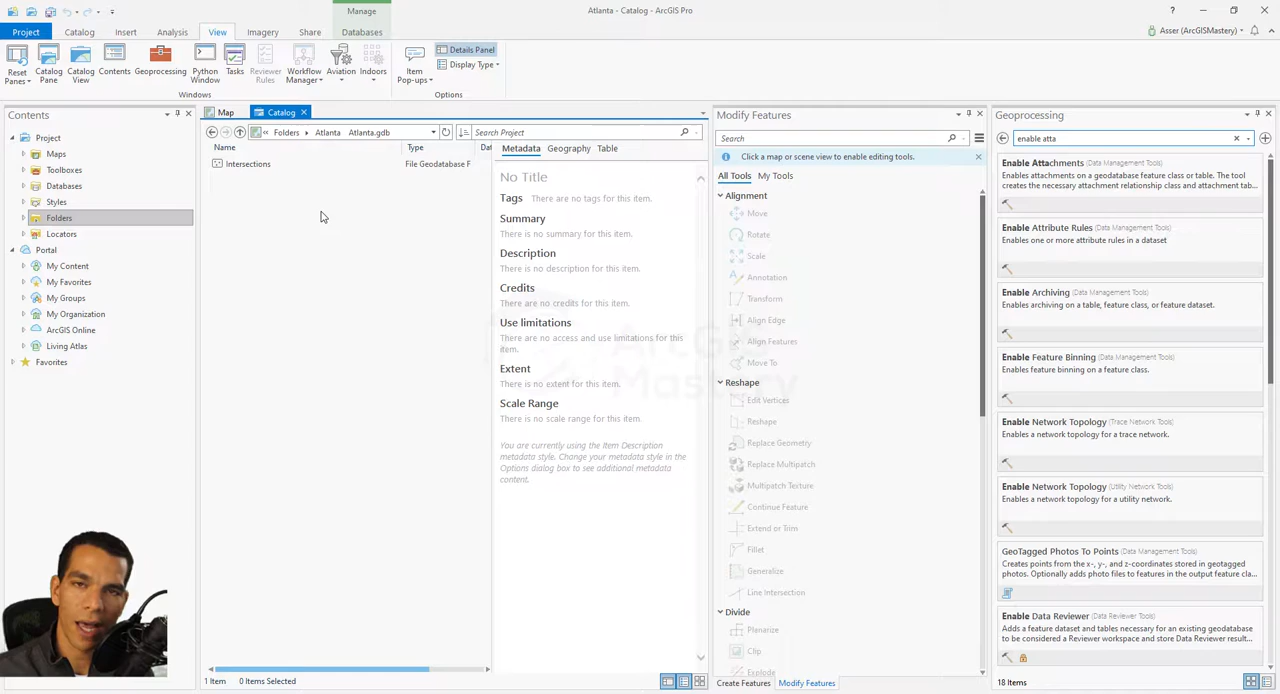 Manage
Atlanta - Catalog - ArcGIS Pro
?
Project Catalog Insert Analysis View Imagery Share Databases
Asser (ArcGISMastery)
Reset Panes
Catalog Pane
Catalog View
Contents
Geoprocessing
Python Window
Tasks
Reviewer Rules
Workflow Manager
Aviation
Indoors
Item Pop-ups
Details Panel
Display Type
Windows
Options
Contents
Project
Maps
Toolboxes
Databases
Styles
Folders
Locators
Portal
My Content
My Favorites
My Groups
My Organization
ArcGIS Online
Living Atlas
Favorites
Map
Catalog
Folders Atlanta Atlanta.gdb
Search Project
Name Type Dat
Intersections File Geodatabase F
1 Item 0 Items Selected
Metadata Geography Table
No Title
Tags There are no tags for this item.
Summary
There is no summary for this item.
Description
There is no description for this item.
Credits
There are no credits for this item.
Use limitations
There are no access and use limitations for this
item.
Extent
There is no extent for this item.
Scale Range
There is no scale range for this item.
You are currently using the Item Description
metadata style. Change your metadata style in the
Options dialog box to see additional metadata
content.
ArcGIS
Mastery
Modify Features
Search
Click a map or scene view to enable editing tools.
All Tools My Tools
Alignment
Move
Rotate
Scale
Annotation
Transform
Align Edge
Align Features
Move To
Reshape
Edit Vertices
Reshape
Replace Geometry
Replace Multipatch
Multipatch Texture
Continue Feature
Extend or Trim
Fillet
Generalize
Line Intersection
Divide
Planarize
Clip
Explode
Create Features Modify Features
Geoprocessing
enable atta
Enable Attachments (Data Management Tools)
Enables attachments on a geodatabase feature class or table. The tool
creates the necessary attachment relationship class and attachment tab...
Enable Attribute Rules (Data Management Tools)
Enables one or more attribute rules in a dataset
Enable Archiving (Data Management Tools)
Enables archiving on a table, feature class, or feature dataset.
Enable Feature Binning (Data Management Tools)
Enables feature binning on a feature class.
Enable Network Topology (Trace Network Tools)
Enables a network topology for a trace network.
Enable Network Topology (Utility Network Tools)
Enables a network topology for a utility network.
GeoTagged Photos To Points (Data Management Tools)
Creates points from the x-, y-, and z-coordinates stored in geotagged
photos. Optionally adds photo files to features in the output feature cla...
Enable Data Reviewer (Data Reviewer Tools)
Adds a feature dataset and tables necessary for an existing geodatabase
to be considered a Reviewer workspace and store Data Reviewer result...
18 Items